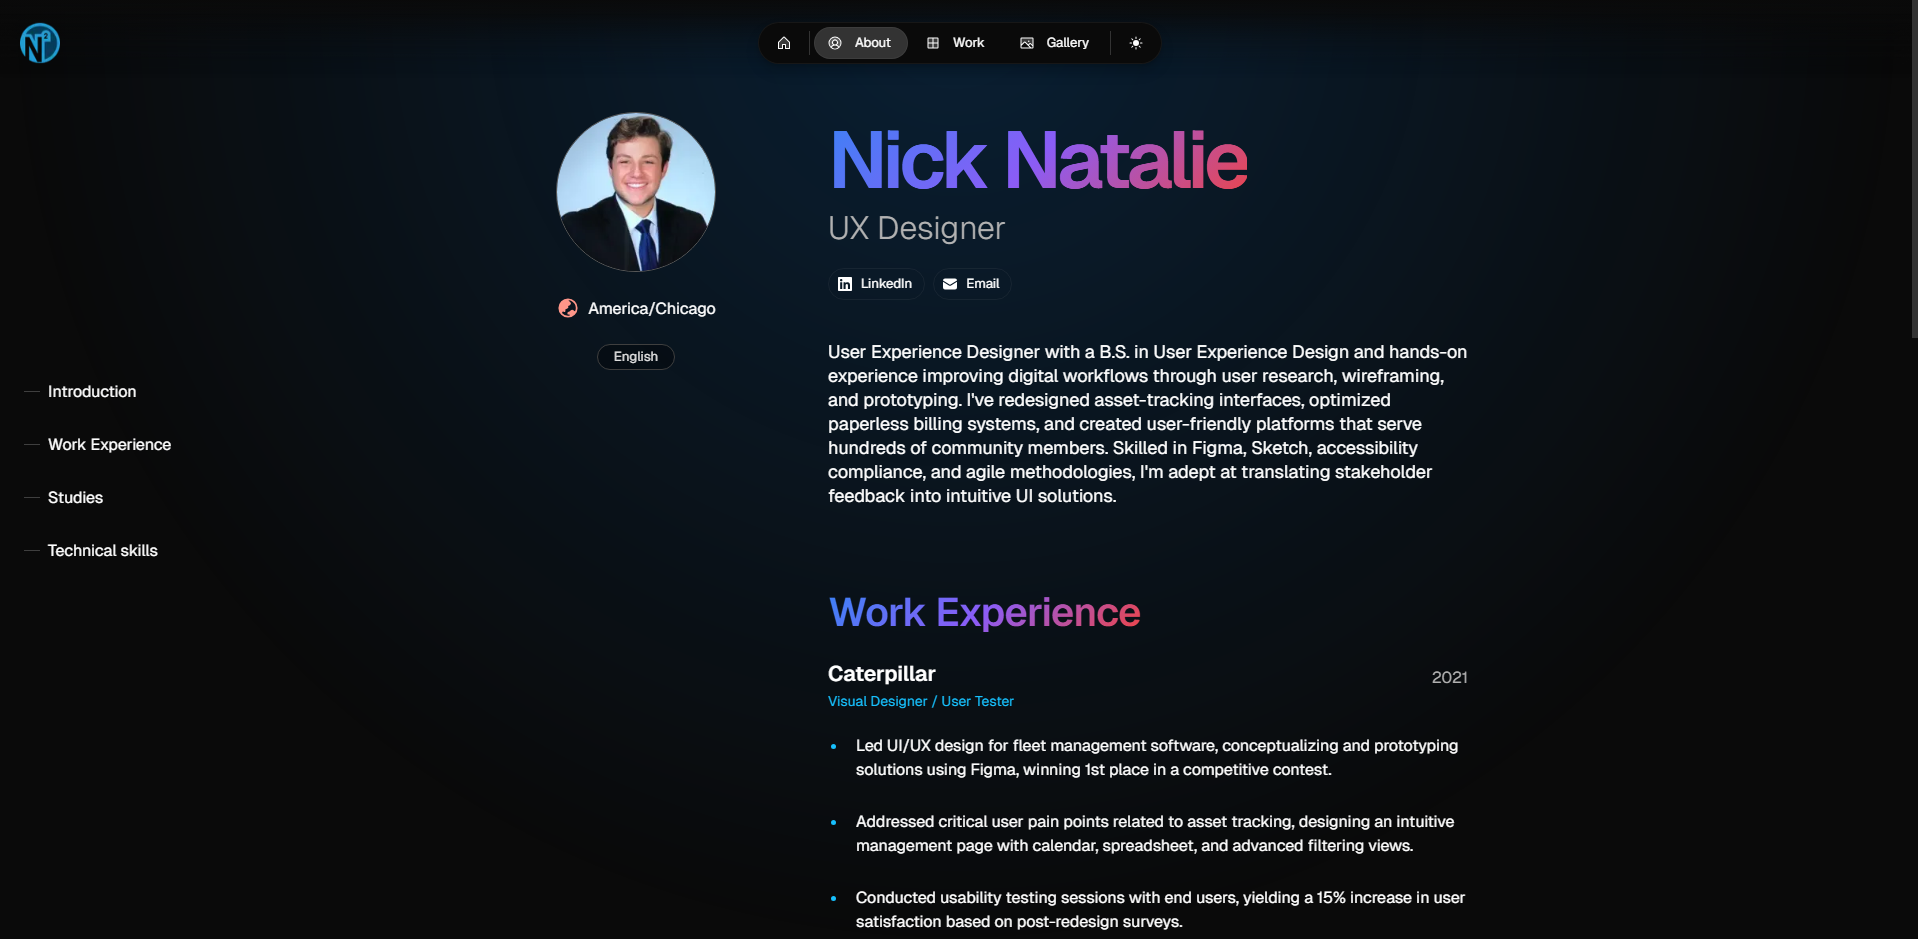 N2
About
Work
Gallery
Nick Natalie
UX Designer
LinkedIn
Email
America/Chicago
English
Introduction
Work Experience
Studies
Technical skills
User Experience Designer with a B.S. in User Experience Design and hands-on
experience improving digital workflows through user research, wireframing,
and prototyping. I've redesigned asset-tracking interfaces, optimized
paperless billing systems, and created user-friendly platforms that serve
hundreds of community members. Skilled in Figma, Sketch, accessibility
compliance, and agile methodologies, I'm adept at translating stakeholder
feedback into intuitive UI solutions.
Work Experience
Caterpillar
2021
Visual Designer / User Tester
• Led UI/UX design for fleet management software, conceptualizing and prototyping
solutions using Figma, winning 1st place in a competitive contest.
• Addressed critical user pain points related to asset tracking, designing an intuitive
management page with calendar, spreadsheet, and advanced filtering views.
• Conducted usability testing sessions with end users, yielding a 15% increase in user
satisfaction based on post-redesign surveys.